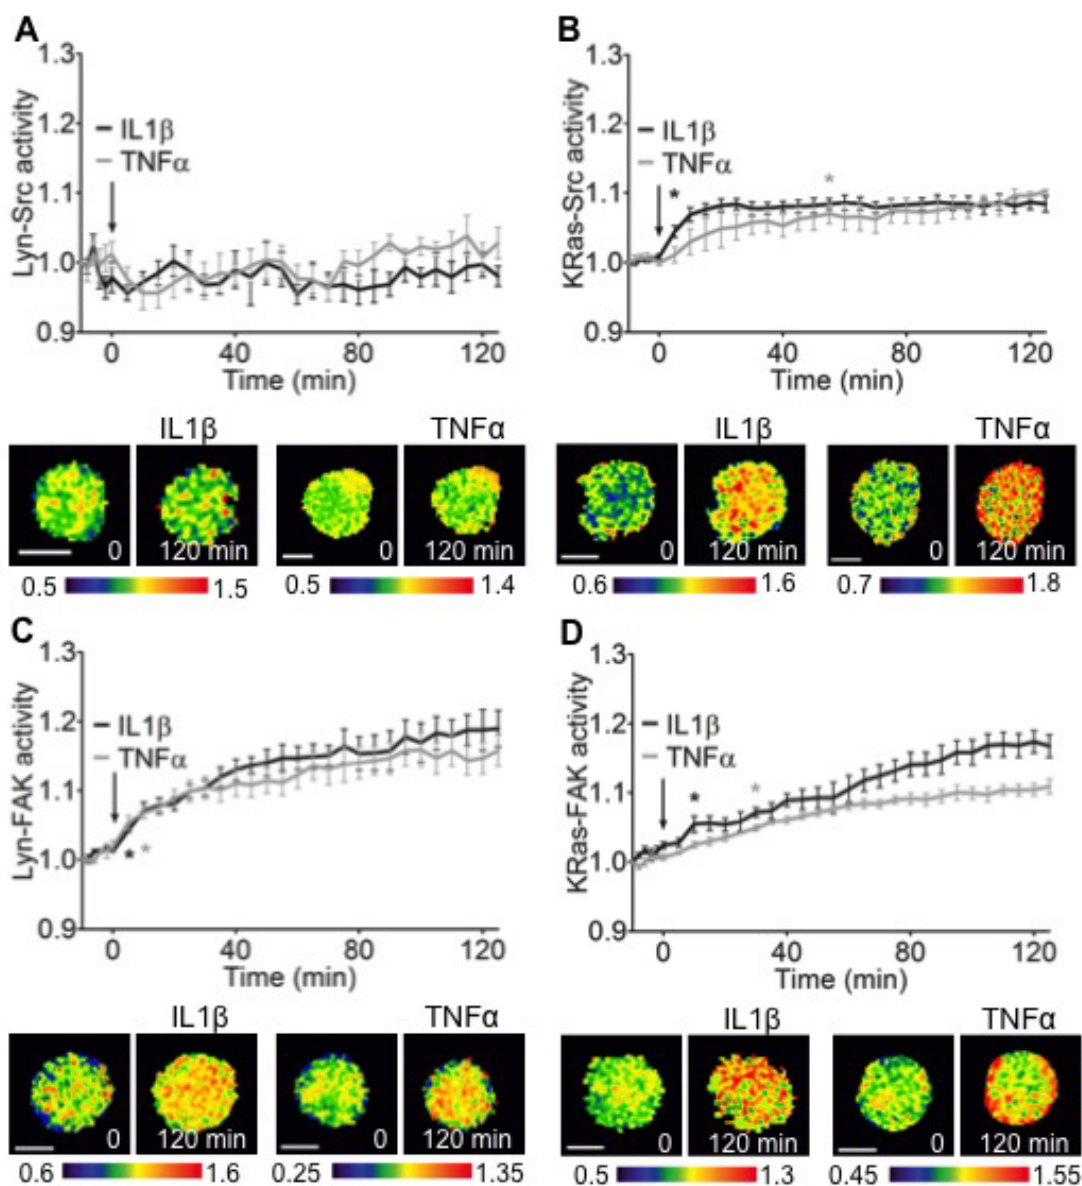 A
Lyn-Src activity
1.3
1.2
1.1
1.0
0.9
IL1β
TNFα
0 40 80 120
Time (min)
IL1β TNFα
0 120 min 0 120 min
0.5 1.5 0.5 1.4
B
KRas-Src activity
1.3
1.2
1.1
1.0
0.9
IL1β
TNFα
*
*
0 40 80 120
Time (min)
IL1β TNFα
0 120 min 0 120 min
0.6 1.6 0.7 1.8
C
Lyn-FAK activity
1.3
1.2
1.1
1.0
0.9
IL1β
TNFα
* *
0 40 80 120
Time (min)
IL1β TNFα
0 120 min 0 120 min
0.6 1.6 0.25 1.35
D
KRas-FAK activity
1.3
1.2
1.1
1.0
0.9
IL1β
TNFα
* *
0 40 80 120
Time (min)
IL1β TNFα
0 120 min 0 120 min
0.5 1.3 0.45 1.55